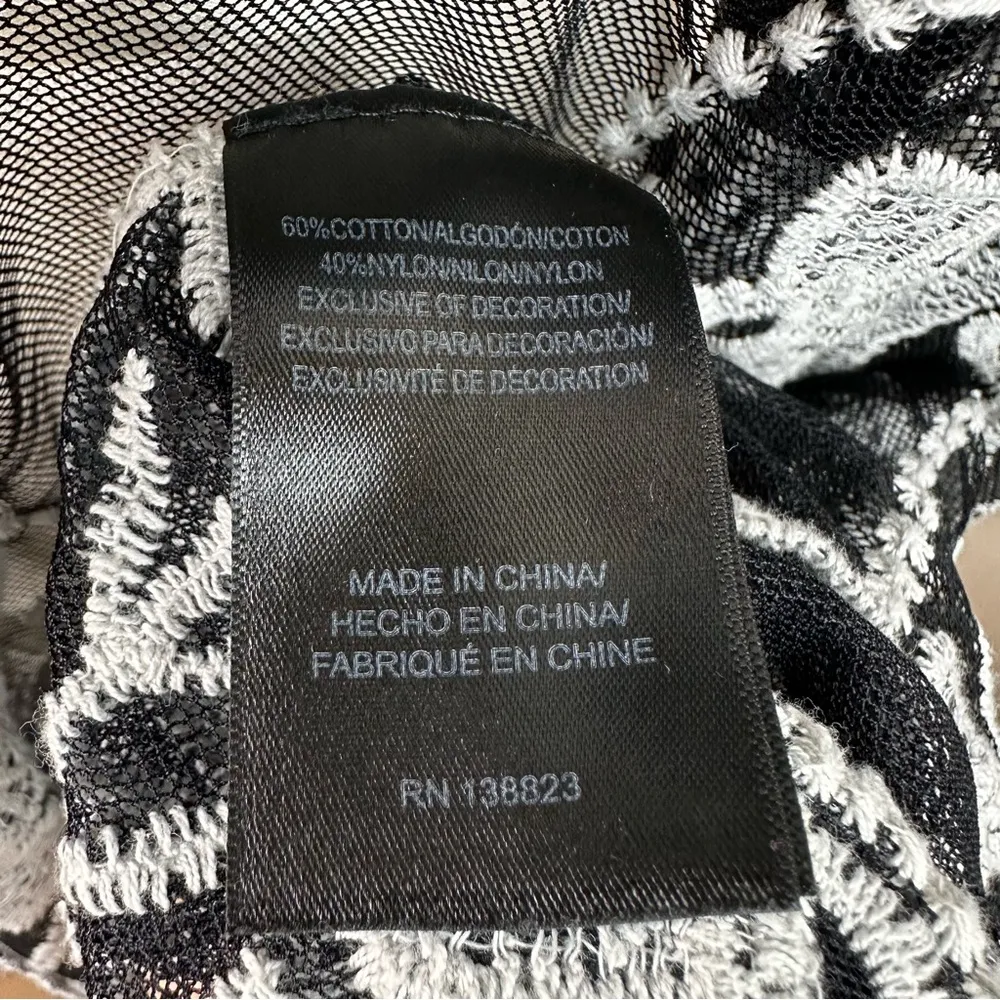 60%COTTON/ALGODÓN/COTON
40%NYLON/NILON/NYLON
EXCLUSIVE OF DECORATION/
EXCLUSIVO PARA DECORACIÓN/
EXCLUSIVITÉ DE DECORATION
MADE IN CHINA/
HECHO EN CHINA/
FABRIQUÉ EN CHINE
RN 138823